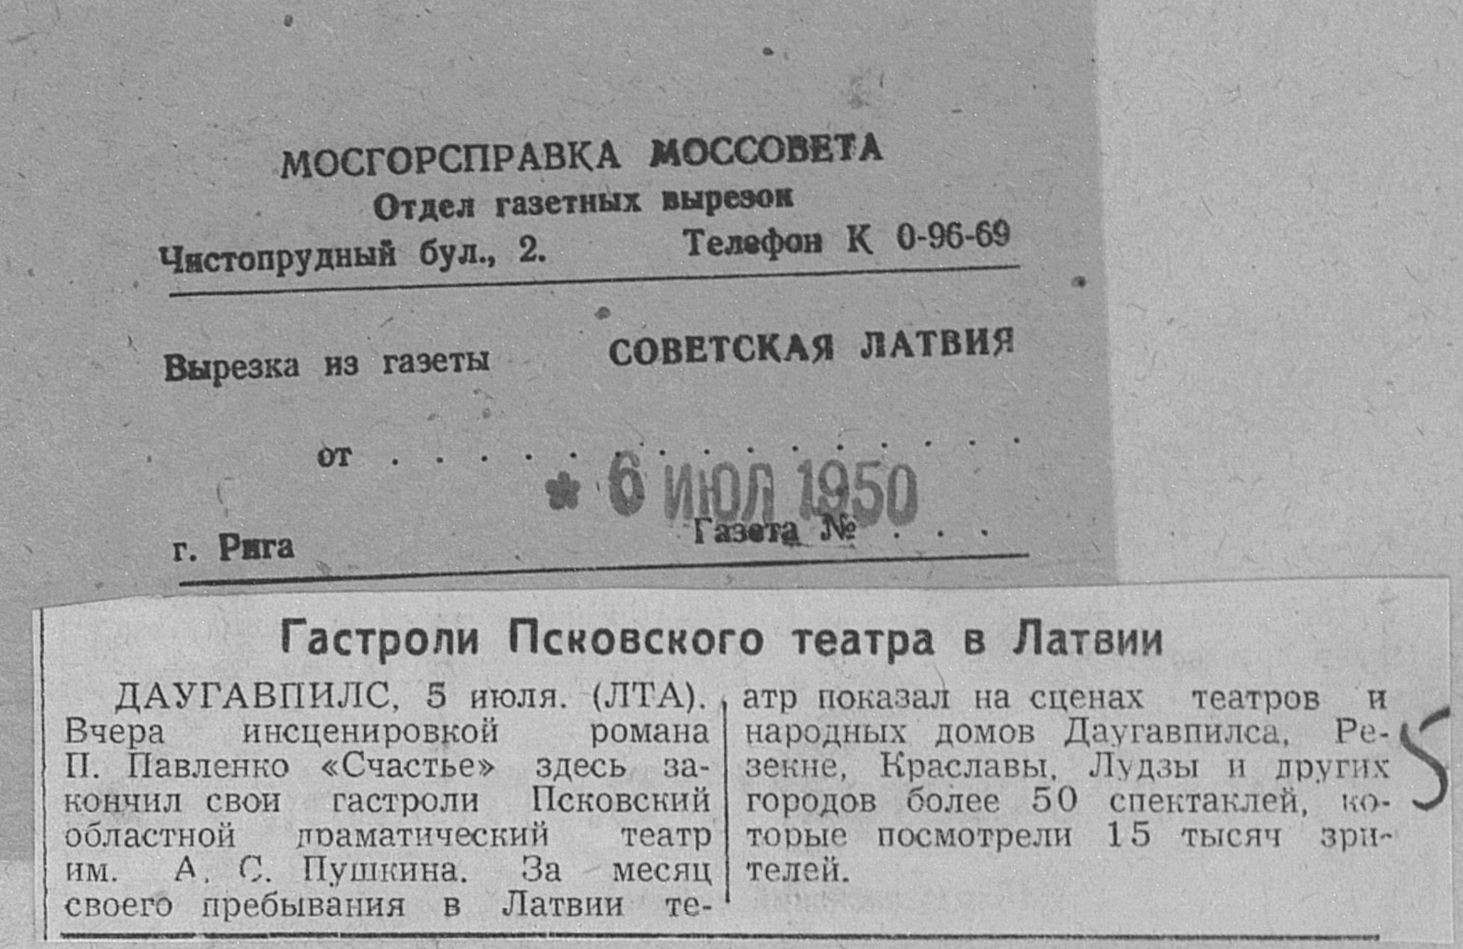 МОСГОРСПРАВКА МОССОВЕТА
Отдел газетных вырезок
Чистопрудный бул., 2. Телефон К 0-96-69
Вырезка из газеты СОВЕТСКАЯ ЛАТВИЯ
от . . . . . . . . . . . . . . .
* 6 ИЮЛ 1950
г. Рига Газета № . . .
Гастроли Псковского театра в Латвии
ДАУГАВПИЛС, 5 июля. (ЛТА).
Вчера инсценировкой романа
П. Павленко «Счастье» здесь за-
кончил свои гастроли Псковский
областной драматический театр
им. А. С. Пушкина. За месяц
своего пребывания в Латвии те-
атр показал на сценах театров и
народных домов Даугавпилса, Ре-
зекне, Краславы, Лудзы и других
городов более 50 спектаклей, ко-
торые посмотрели 15 тысяч зри-
телей.
5